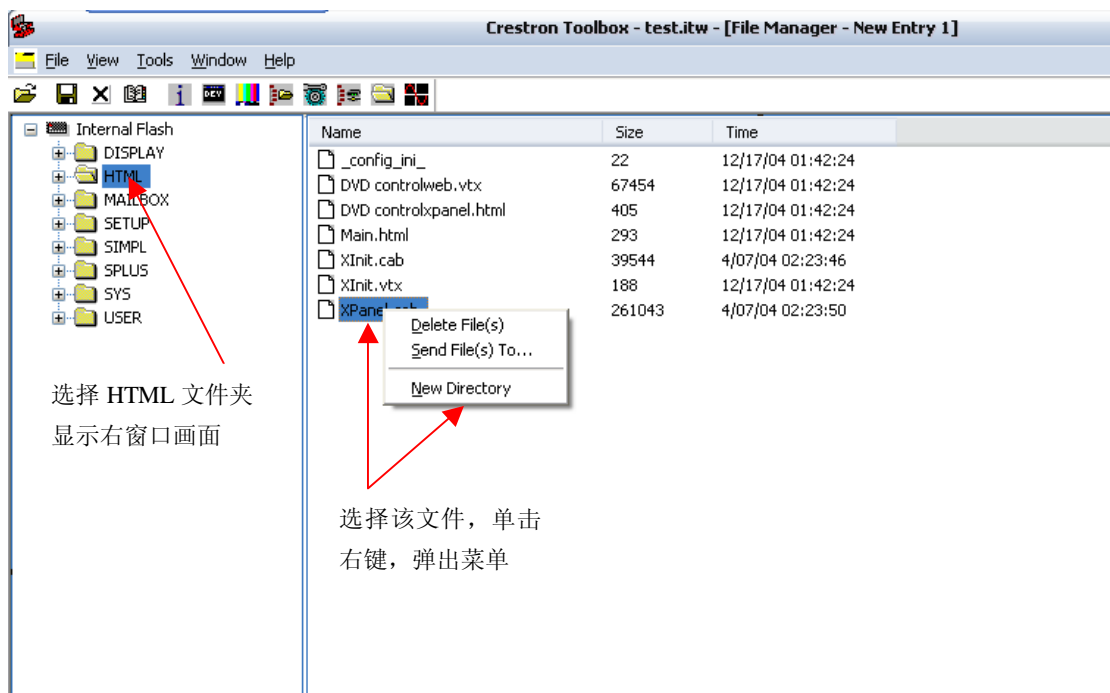 Crestron Toolbox - test.itw - [File Manager - New Entry 1]
File View Tools Window Help
DEV
Internal Flash
DISPLAY
HTML
MAILBOX
SETUP
SIMPL
SPLUS
SYS
USER
选择 HTML 文件夹
显示右窗口画面
Name Size Time
_config_ini_ 22 12/17/04 01:42:24
DVD controlweb.vtx 67454 12/17/04 01:42:24
DVD controlxpanel.html 405 12/17/04 01:42:24
Main.html 293 12/17/04 01:42:24
XInit.cab 39544 4/07/04 02:23:46
XInit.vtx 188 12/17/04 01:42:24
XPanel.cab 261043 4/07/04 02:23:50
Delete File(s)
Send File(s) To...
New Directory
选择该文件，单击
右键，弹出菜单